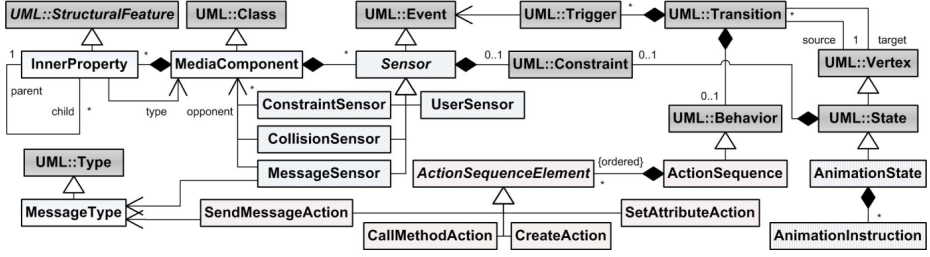 UML::StructuralFeature
UML::Class
UML::Event
UML::Trigger
*
UML::Transition
*
source
1
target
1
InnerProperty
*
MediaComponent
*
Sensor
0..1
UML::Constraint
0..1
UML::Vertex
parent
child
*
type
opponent
*
ConstraintSensor
UserSensor
0..1
UML::Behavior
UML::State
CollisionSensor
UML::Type
MessageSensor
ActionSequenceElement
{ordered}
*
ActionSequence
AnimationState
MessageType
SendMessageAction
SetAttributeAction
*
CallMethodAction
CreateAction
AnimationInstruction